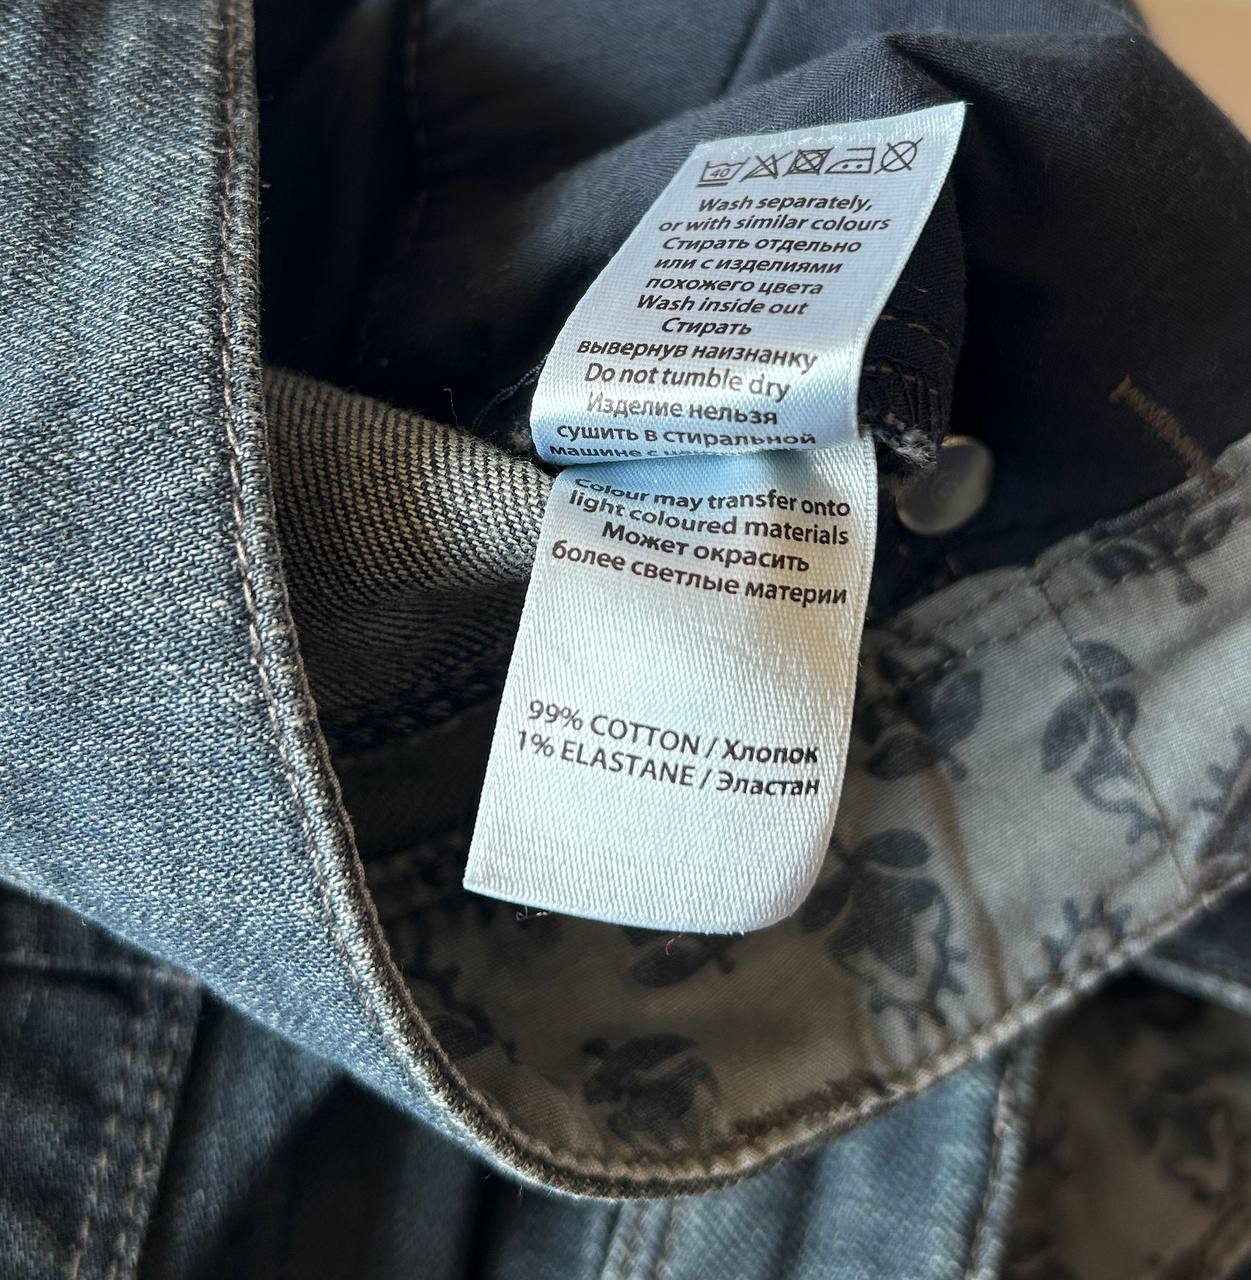 40
Wash separately,
or with similar colours
Стирать отдельно
или с изделиями
похожего цвета
Wash inside out
Стирать
вывернув наизнанку
Do not tumble dry
Изделие нельзя
сушить в стиральной
машине с
Colour may transfer onto
light coloured materials
Может окрасить
более светлые материи
99% COTTON / Хлопок
1% ELASTANE / Эластан